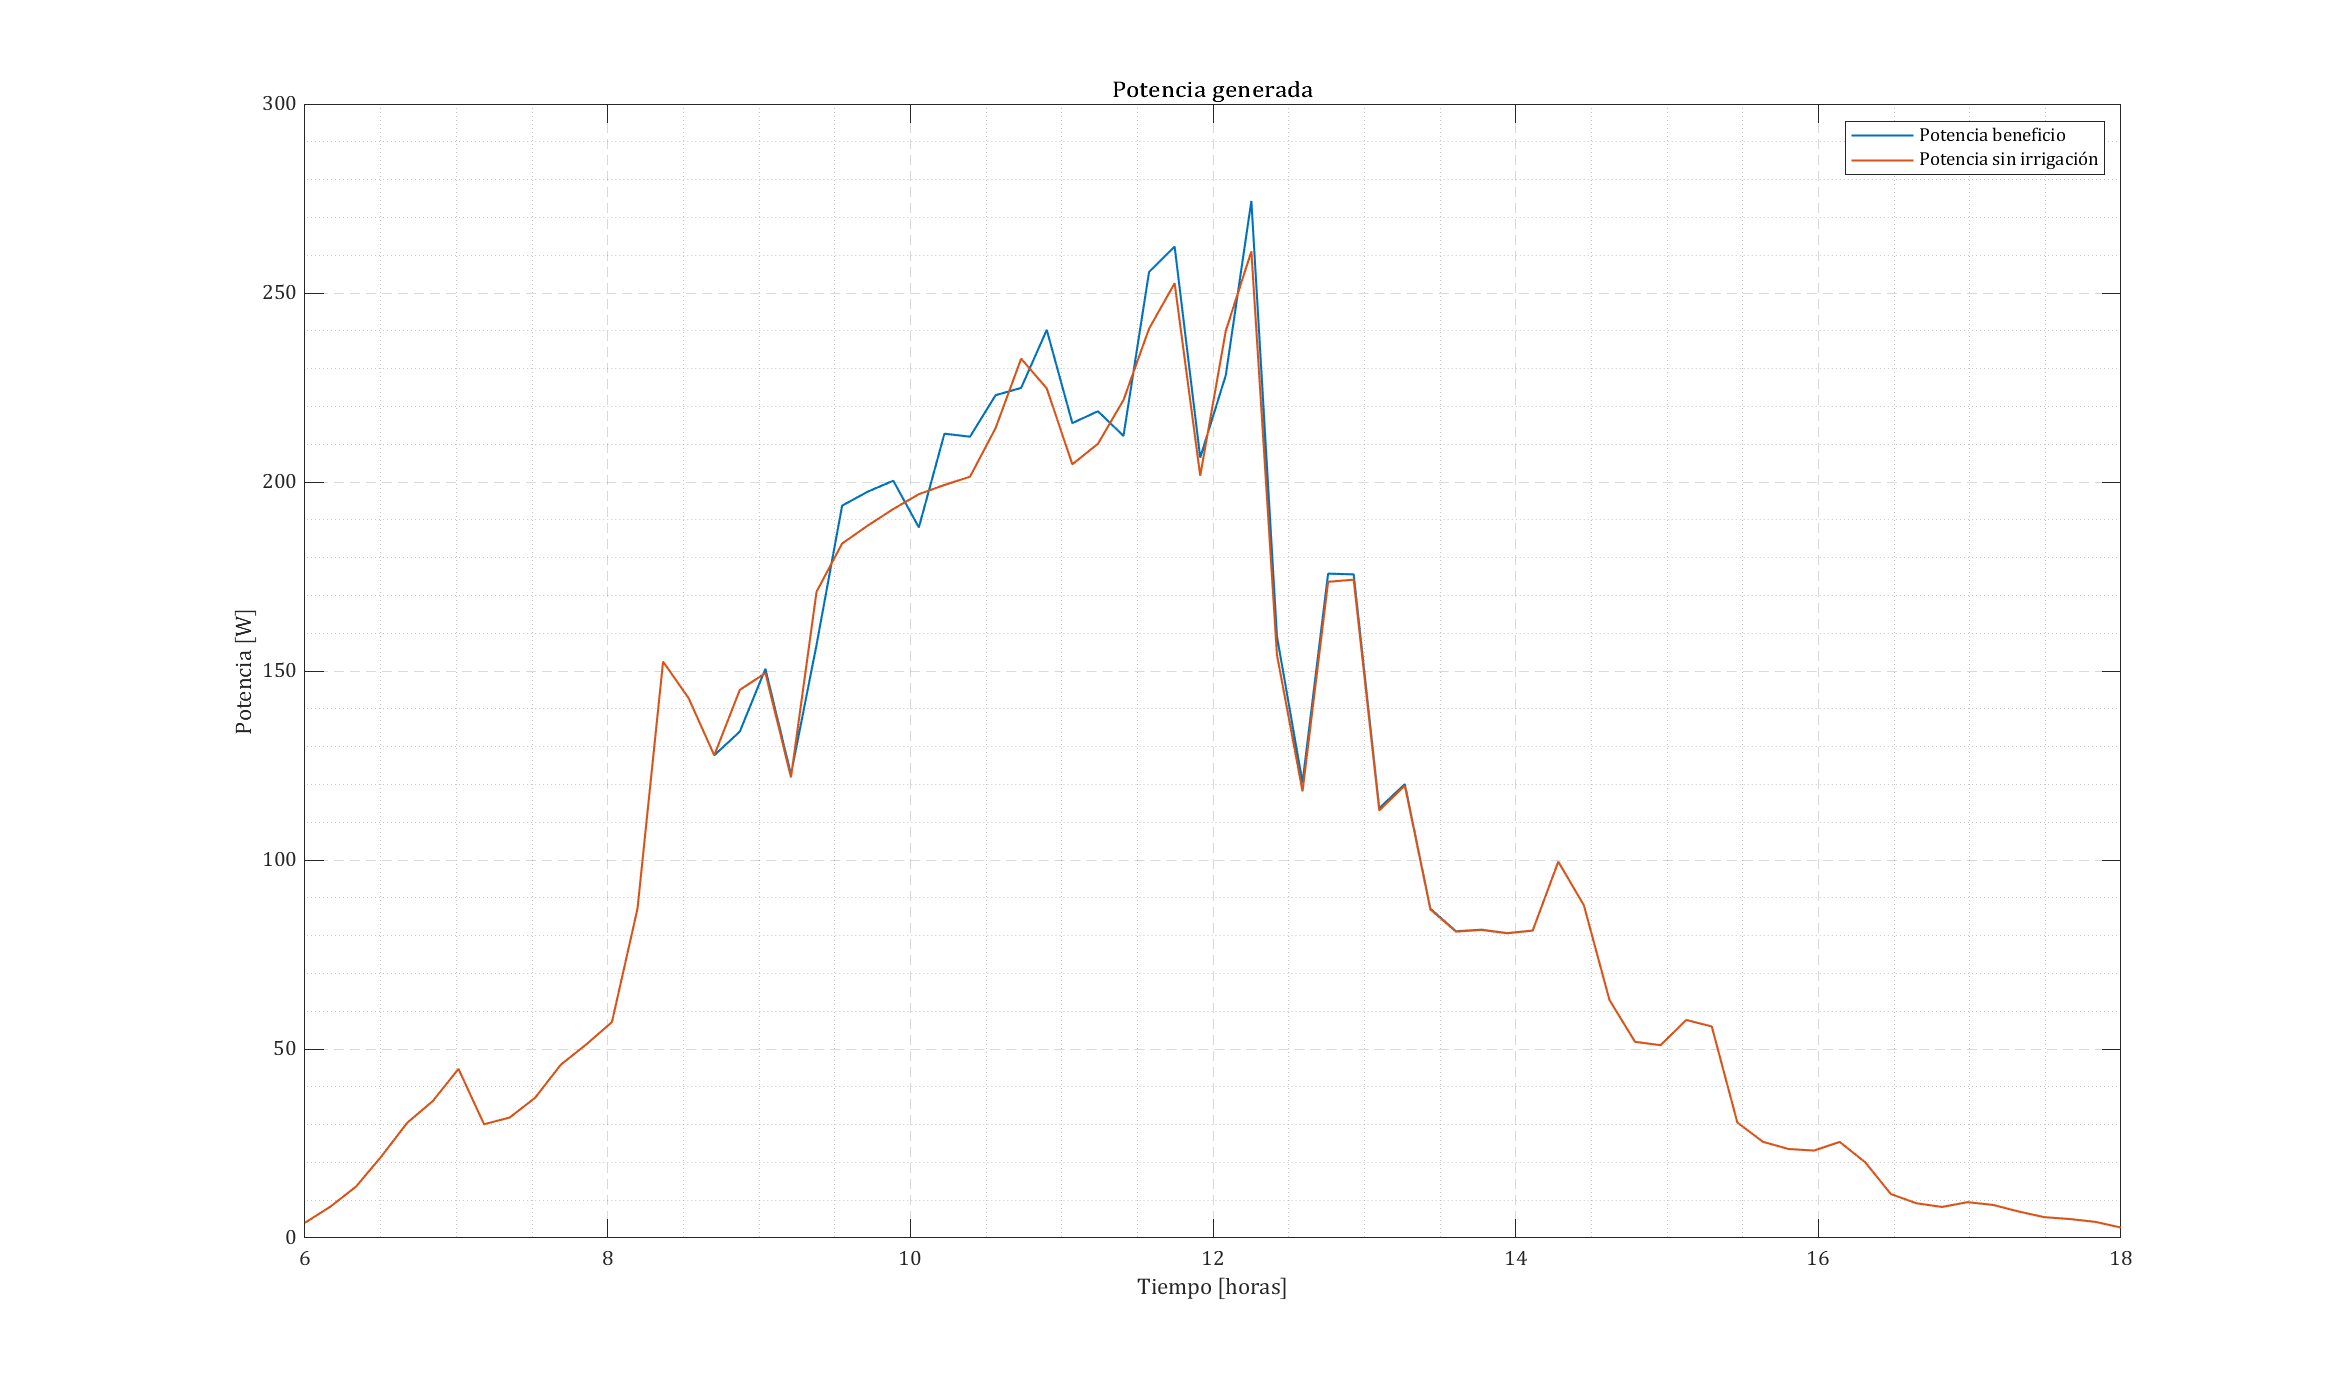 Potencia generada
Potencia beneficio
Potencia sin irrigación
300
250
200
150
100
50
0
Potencia [W]
6 8 10 12 14 16 18
Tiempo [horas]